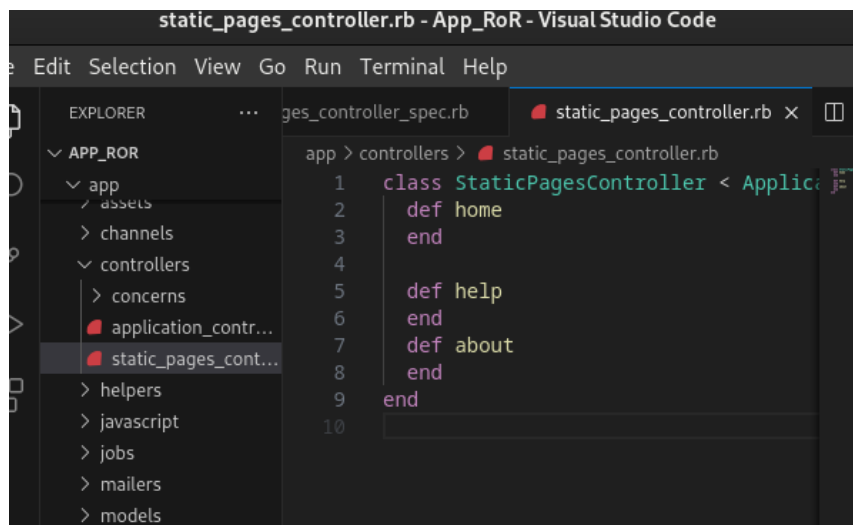 static_pages_controller.rb - App_RoR - Visual Studio Code
Edit Selection View Go Run Terminal Help
EXPLORER ...
ges_controller_spec.rb
static_pages_controller.rb ×
APP_ROR
app
assets
channels
controllers
concerns
application_contr...
static_pages_cont...
helpers
javascript
jobs
mailers
models
app > controllers > static_pages_controller.rb
1 class StaticPagesController < Applica
2 def home
3 end
4
5 def help
6 end
7 def about
8 end
9 end
10